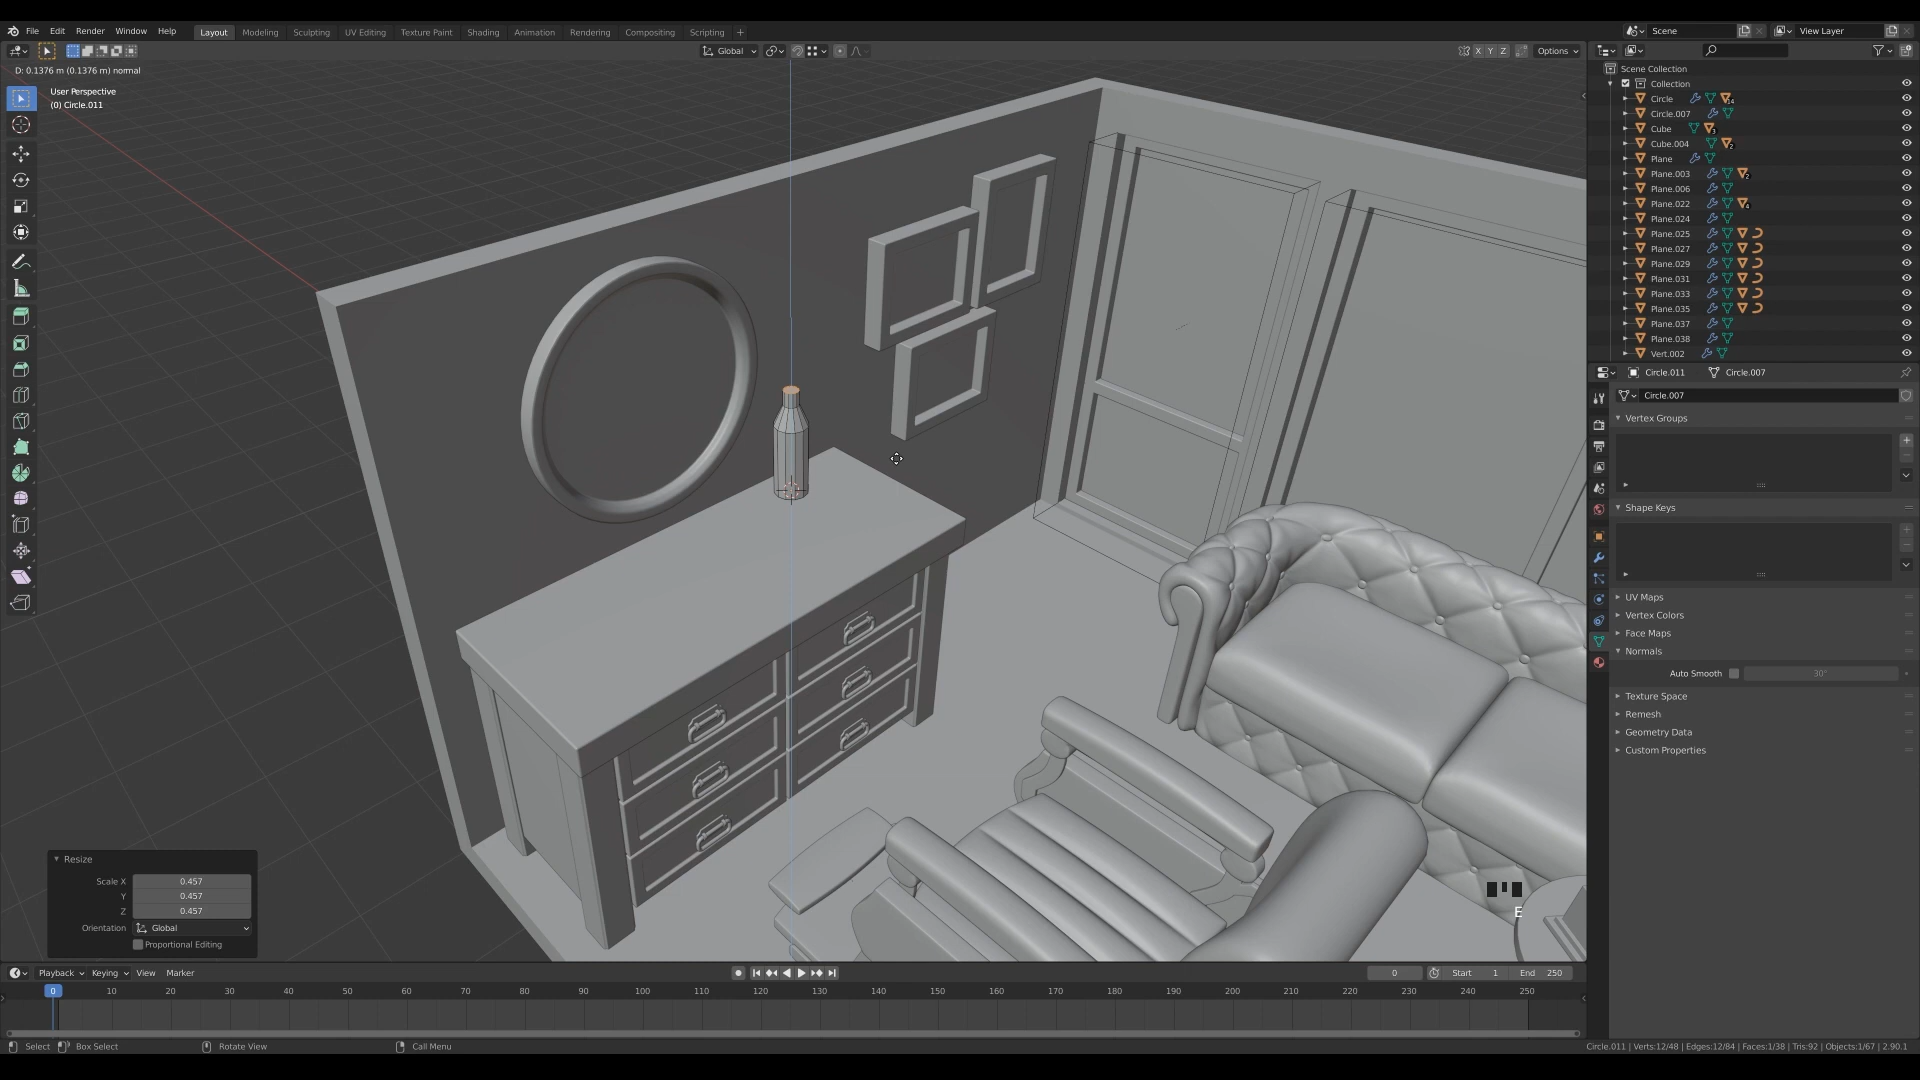 File Edit Render Window Help Layout Modeling Sculpting UV Editing Texture Paint Shading Animation Rendering Compositing Scripting + Scene View Layer
Global X Y Z Options
D: 0.1376 m (0.1376 m) normal
User Perspective
(0) Circle.011
Scene Collection
Collection
Circle 14
Circle.007
Cube 3
Cube.004 2
Plane
Plane.003 2
Plane.006
Plane.022 4
Plane.024
Plane.025
Plane.027
Plane.029
Plane.031
Plane.033
Plane.035
Plane.037
Plane.038
Vert.002
Circle.011 Circle.007
Circle.007
Vertex Groups
Shape Keys
UV Maps
Vertex Colors
Face Maps
Normals
Auto Smooth 30°
Texture Space
Remesh
Geometry Data
Custom Properties
Resize
Scale X 0.457
Y 0.457
Z 0.457
Orientation Global
Proportional Editing
E
Playback Keying View Marker 0 Start 1 End 250
0 10 20 30 40 50 60 70 80 90 100 110 120 130 140 150 160 170 180 190 200 210 220 230 240 250
Select Box Select Rotate View Call Menu Circle.011 | Verts:12/48 | Edges:12/84 | Faces:1/38 | Tris:92 | Objects:1/67 | 2.90.1